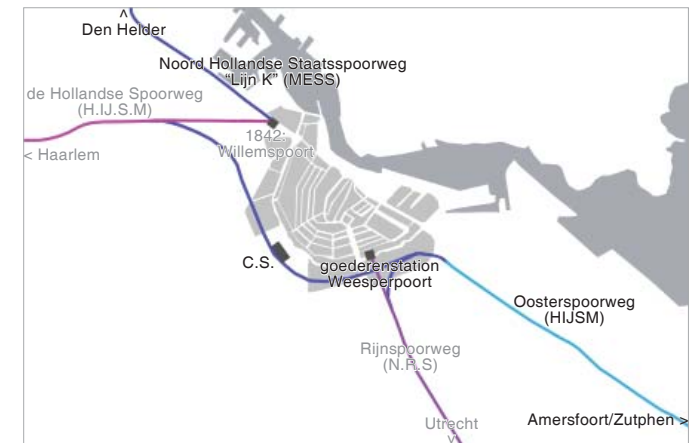 ^
Den Helder
Noord Hollandse Staatsspoorweg
“Lijn K” (MESS)
de Hollandse Spoorweg
(H.IJ.S.M)
1842:
Willemspoort
< Haarlem
C.S.
goederenstation
Weesperpoort
Oosterspoorweg
(HIJSM)
Rijnspoorweg
(N.R.S)
Amersfoort/Zutphen >
Utrecht
v